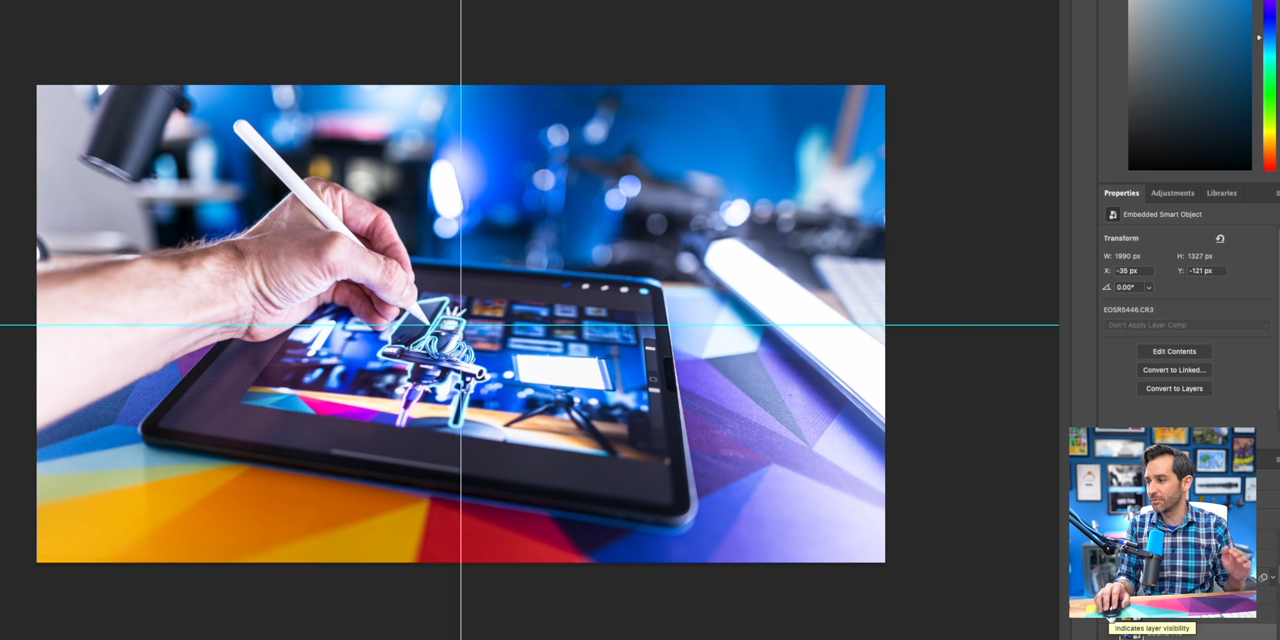 Properties Adjustments Libraries
Embedded Smart Object
Transform
W: 1990 px H: 1327 px
X: -35 px Y: -121 px
0.00°
EOSR5446.CR3
Don't Apply Layer Comp
Edit Contents
Convert to Linked...
Convert to Layers
Indicates layer visibility